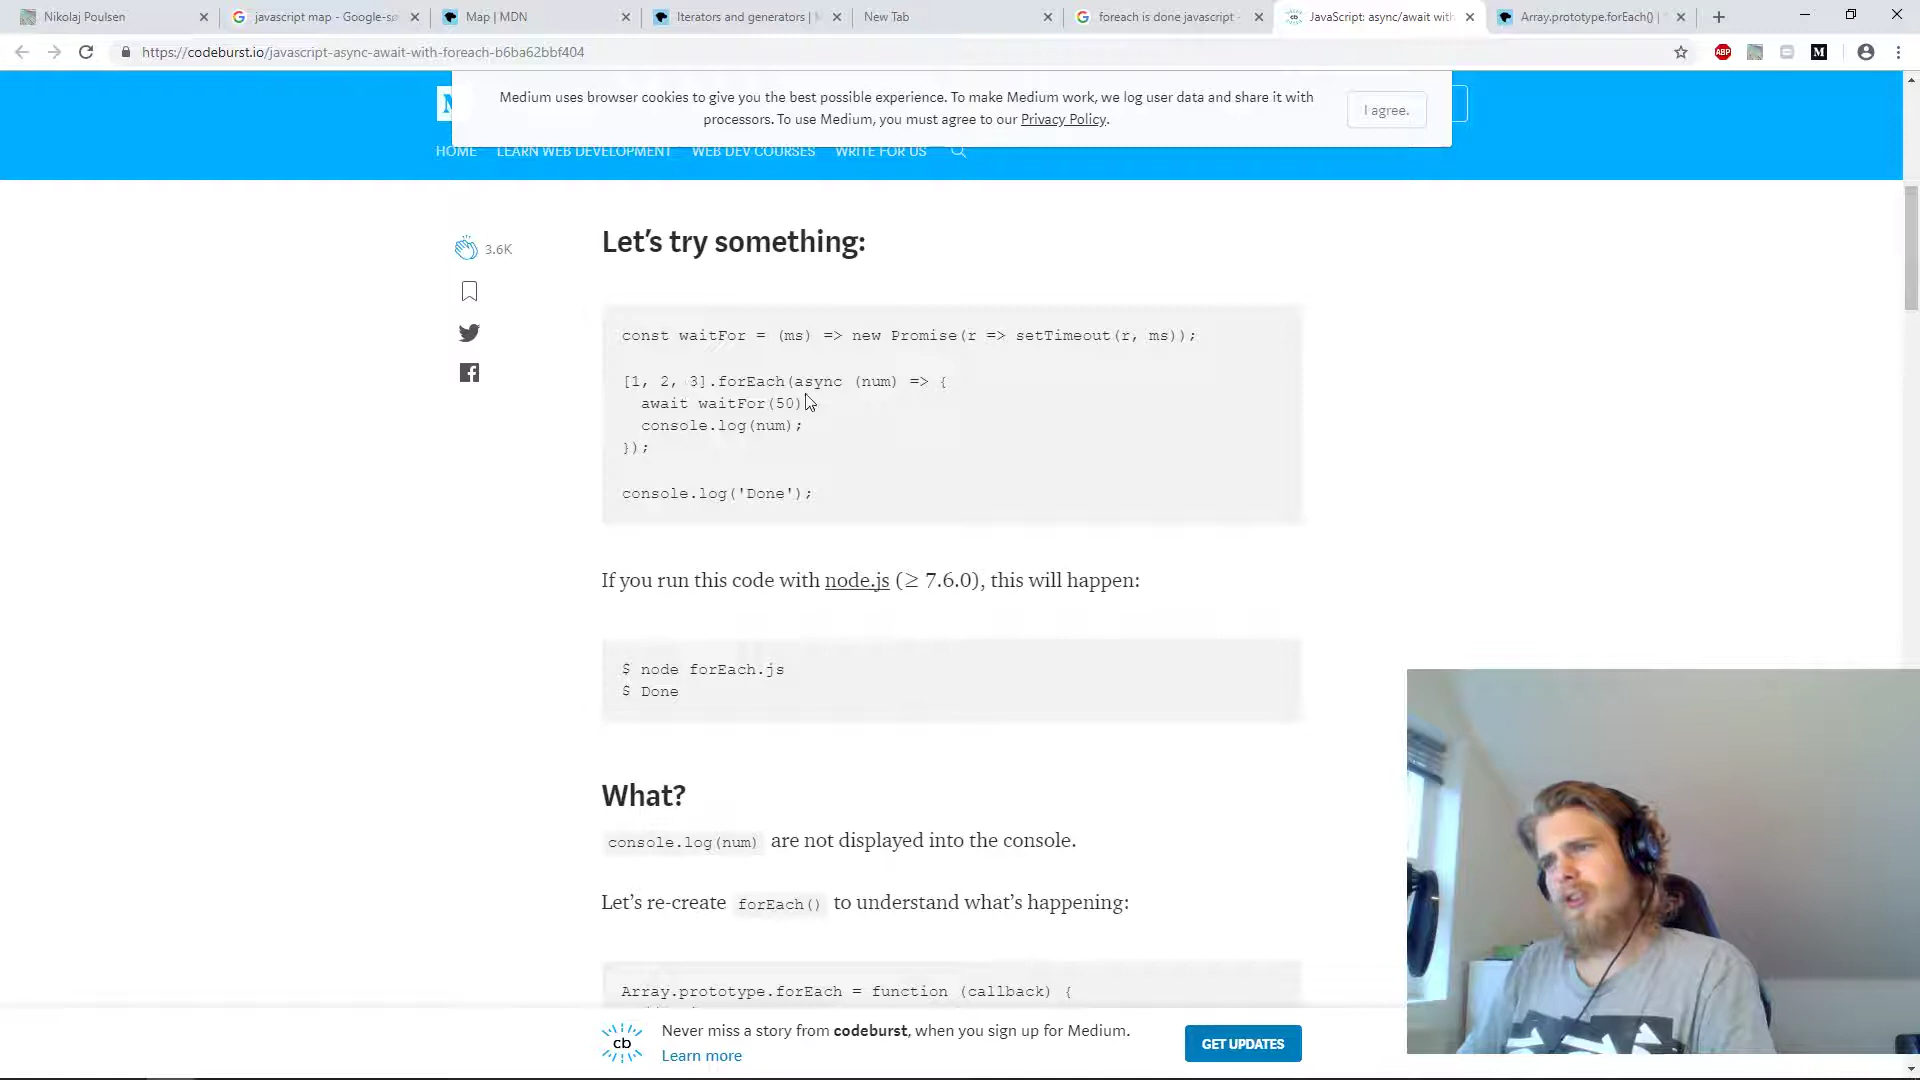 Nikolaj Poulsen
javascript map - Google-sø
Map | MDN
Iterators and generators |
New Tab
foreach is done javascript -
JavaScript: async/await with
Array.prototype.forEach() |
https://codeburst.io/javascript-async-await-with-foreach-b6ba62bbf404
ABP
M
Medium uses browser cookies to give you the best possible experience. To make Medium work, we log user data and share it with
processors. To use Medium, you must agree to our Privacy Policy.
I agree.
HOME
LEARN WEB DEVELOPMENT
WEB DEV COURSES
WRITE FOR US
3.6K
Let's try something:
const waitFor = (ms) => new Promise(r => setTimeout(r, ms));
[1, 2, 3].forEach(async (num) => {
await waitFor(50)
console.log(num);
});
console.log('Done');
If you run this code with node.js (≥ 7.6.0), this will happen:
$ node forEach.js
$ Done
What?
console.log(num) are not displayed into the console.
Let's re-create forEach() to understand what's happening:
Array.prototype.forEach = function (callback) {
cb
Never miss a story from codeburst, when you sign up for Medium.
Learn more
GET UPDATES